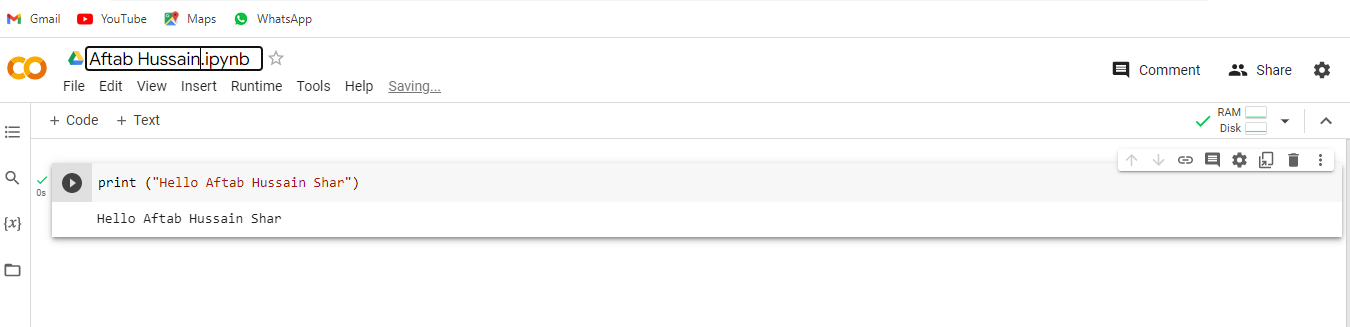 Gmail YouTube Maps WhatsApp
Aftab Hussain.ipynb
Comment Share
File Edit View Insert Runtime Tools Help Saving...
+ Code + Text
RAM
Disk
0s
print ("Hello Aftab Hussain Shar")
Hello Aftab Hussain Shar
{x}